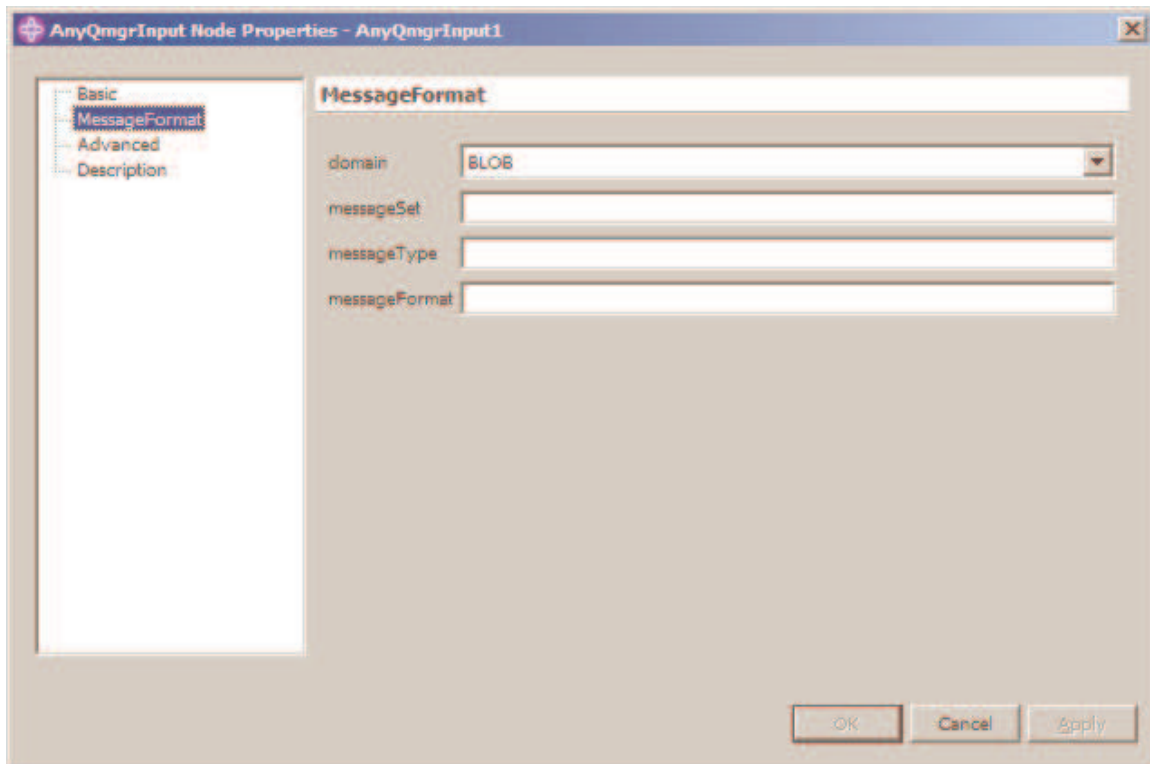 AnyQmgrInput Node Properties - AnyQmgrInput1
Basic
MessageFormat
Advanced
Description
MessageFormat
domain BLOB
messageSet
messageType
messageFormat
OK Cancel Apply